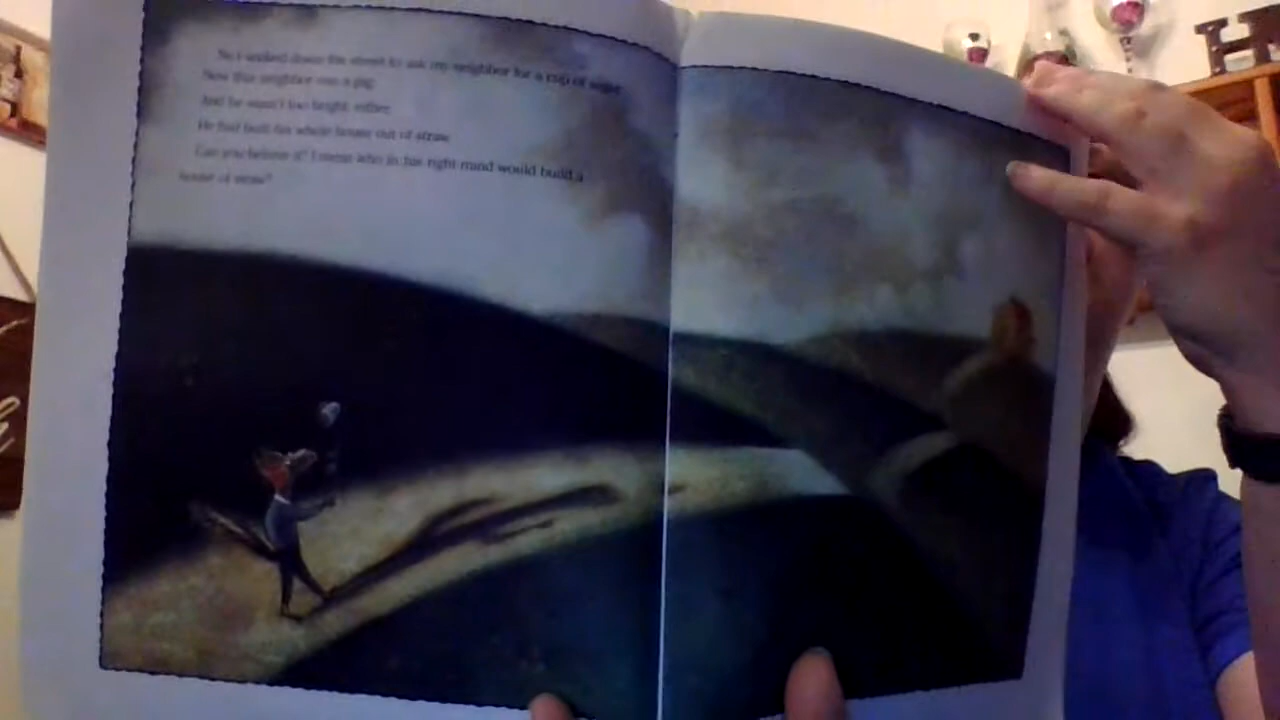 So I walked down the street to ask my neighbor for a cup of sugar.
Now this neighbor was a pig.
And he wasn't too bright, either.
He had built his whole house out of straw.
Can you believe it? I mean who in his right mind would build a
house of straw?
H